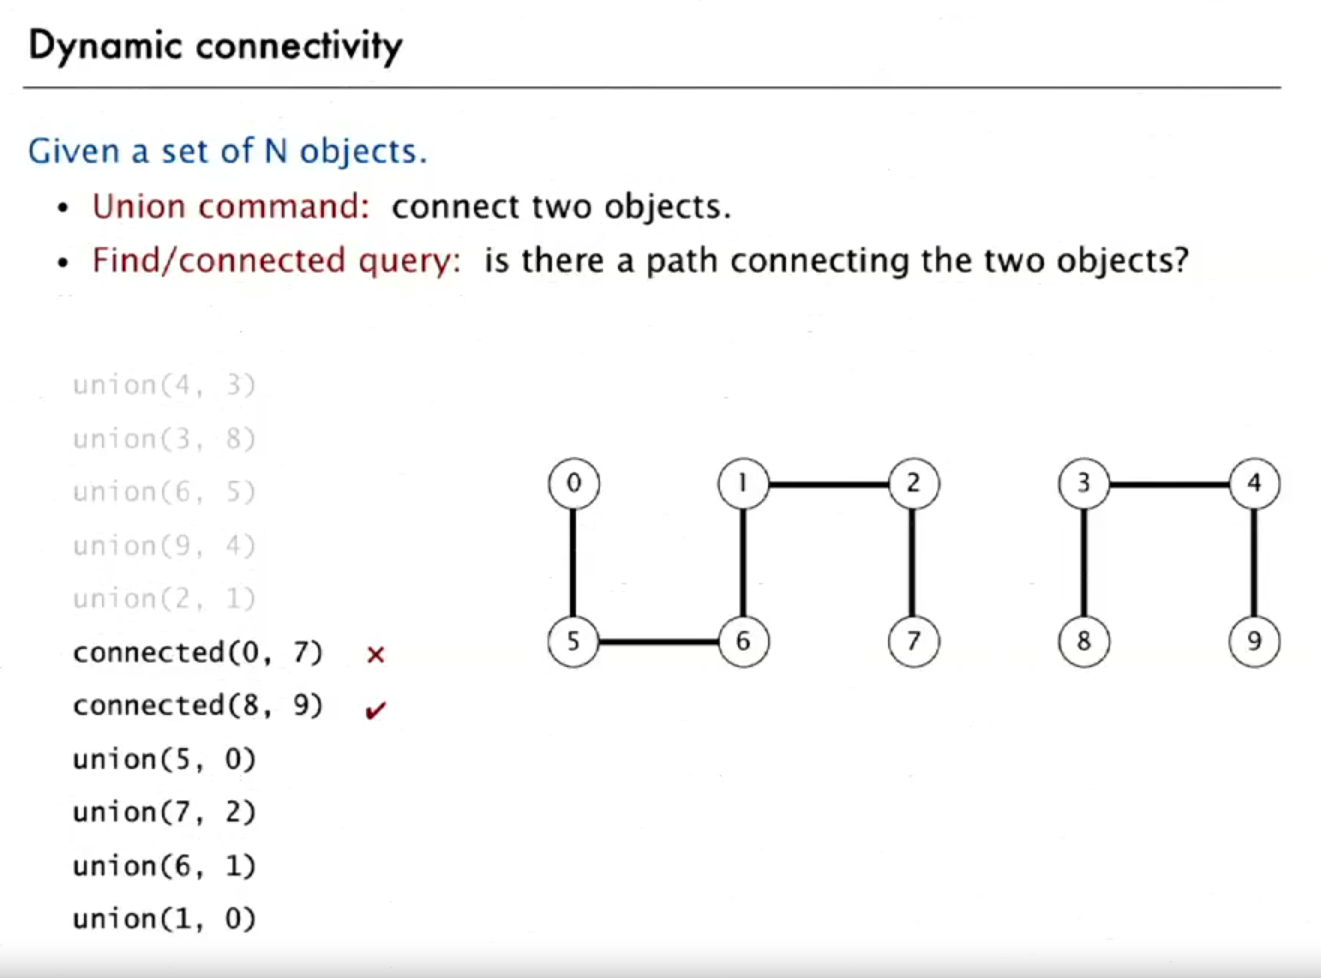 Dynamic connectivity
Given a set of N objects.
• Union command: connect two objects.
• Find/connected query: is there a path connecting the two objects?
union(4, 3)
union(3, 8)
union(6, 5)
union(9, 4)
union(2, 1)
connected(0, 7) ×
connected(8, 9) ✔
union(5, 0)
union(7, 2)
union(6, 1)
union(1, 0)
0 1 2 3 4
5 6 7 8 9